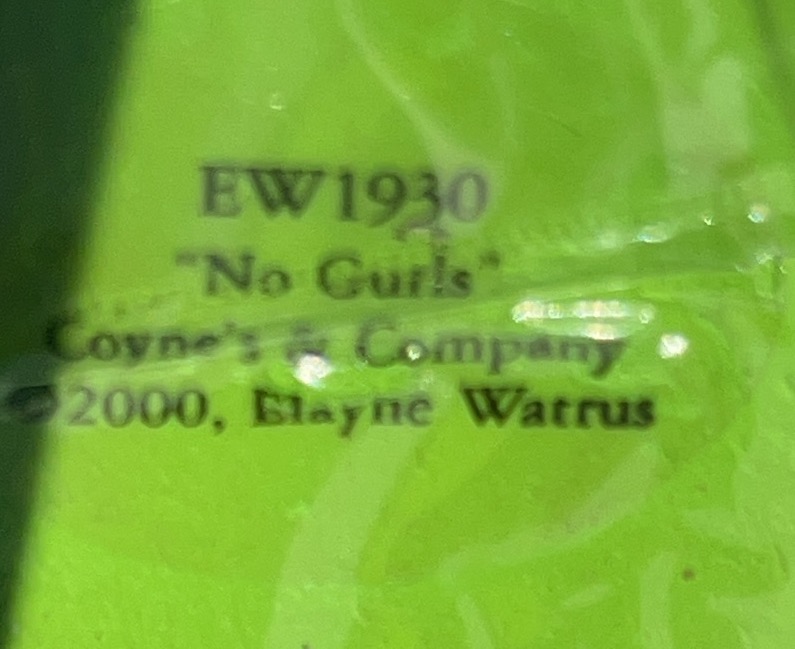 EW1930
"No Gurls"
Coyne's & Company
©2000, Elayne Watrus